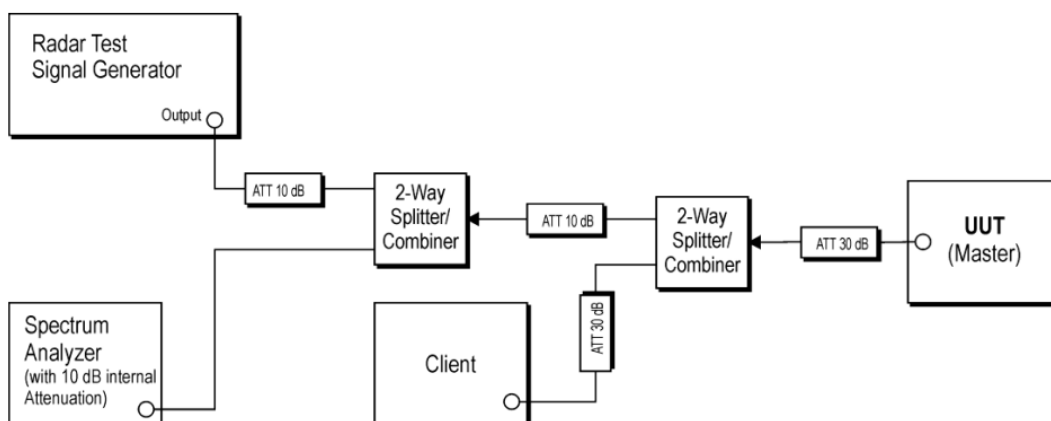 Radar Test
Signal Generator
Output
ATT 10 dB
2-Way
Splitter/
Combiner
ATT 10 dB
2-Way
Splitter/
Combiner
ATT 30 dB
UUT
(Master)
ATT 30 dB
Spectrum
Analyzer
(with 10 dB internal
Attenuation)
Client